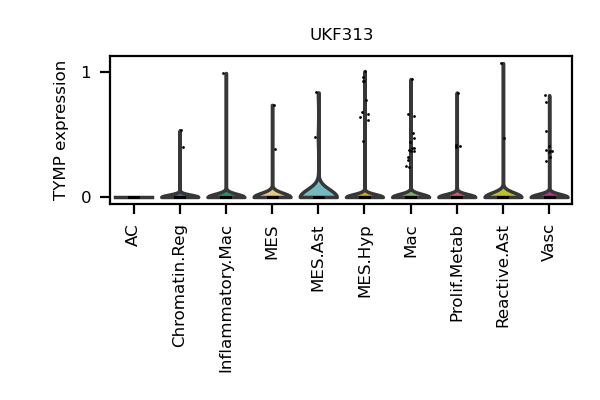 UKF313
TYMP expression
1
0
AC
Chromatin.Reg
Inflammatory.Mac
MES
MES.Ast
MES.Hyp
Mac
Prolif.Metab
Reactive.Ast
Vasc